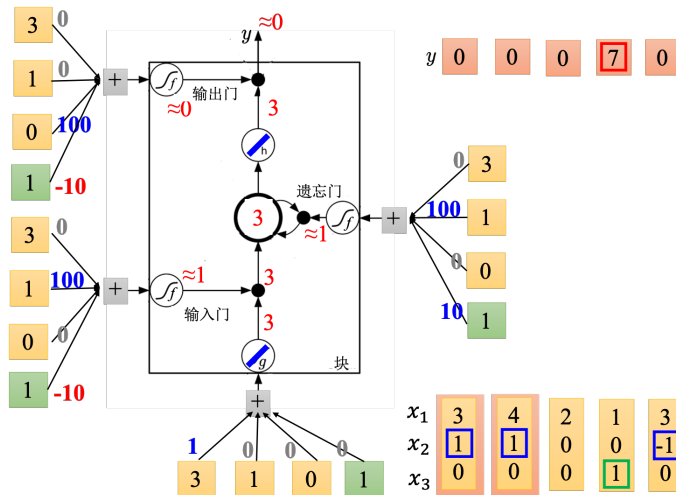 3 0
1 0
0 100
1 -10
+
f
≈0
输出门
y ≈0
3
h
y 0 0 0 7 0
3 0
1 100
0 0
1 -10
+
f
≈1
输入门
3
遗忘门
≈1
f
+
3
3
g
块
0 3
100 1
0 0
10 1
+
1 0 0 0
3 1 0 1
x₁ 3 4 2 1 3
x₂ 1 1 0 0 -1
x₃ 0 0 0 1 0